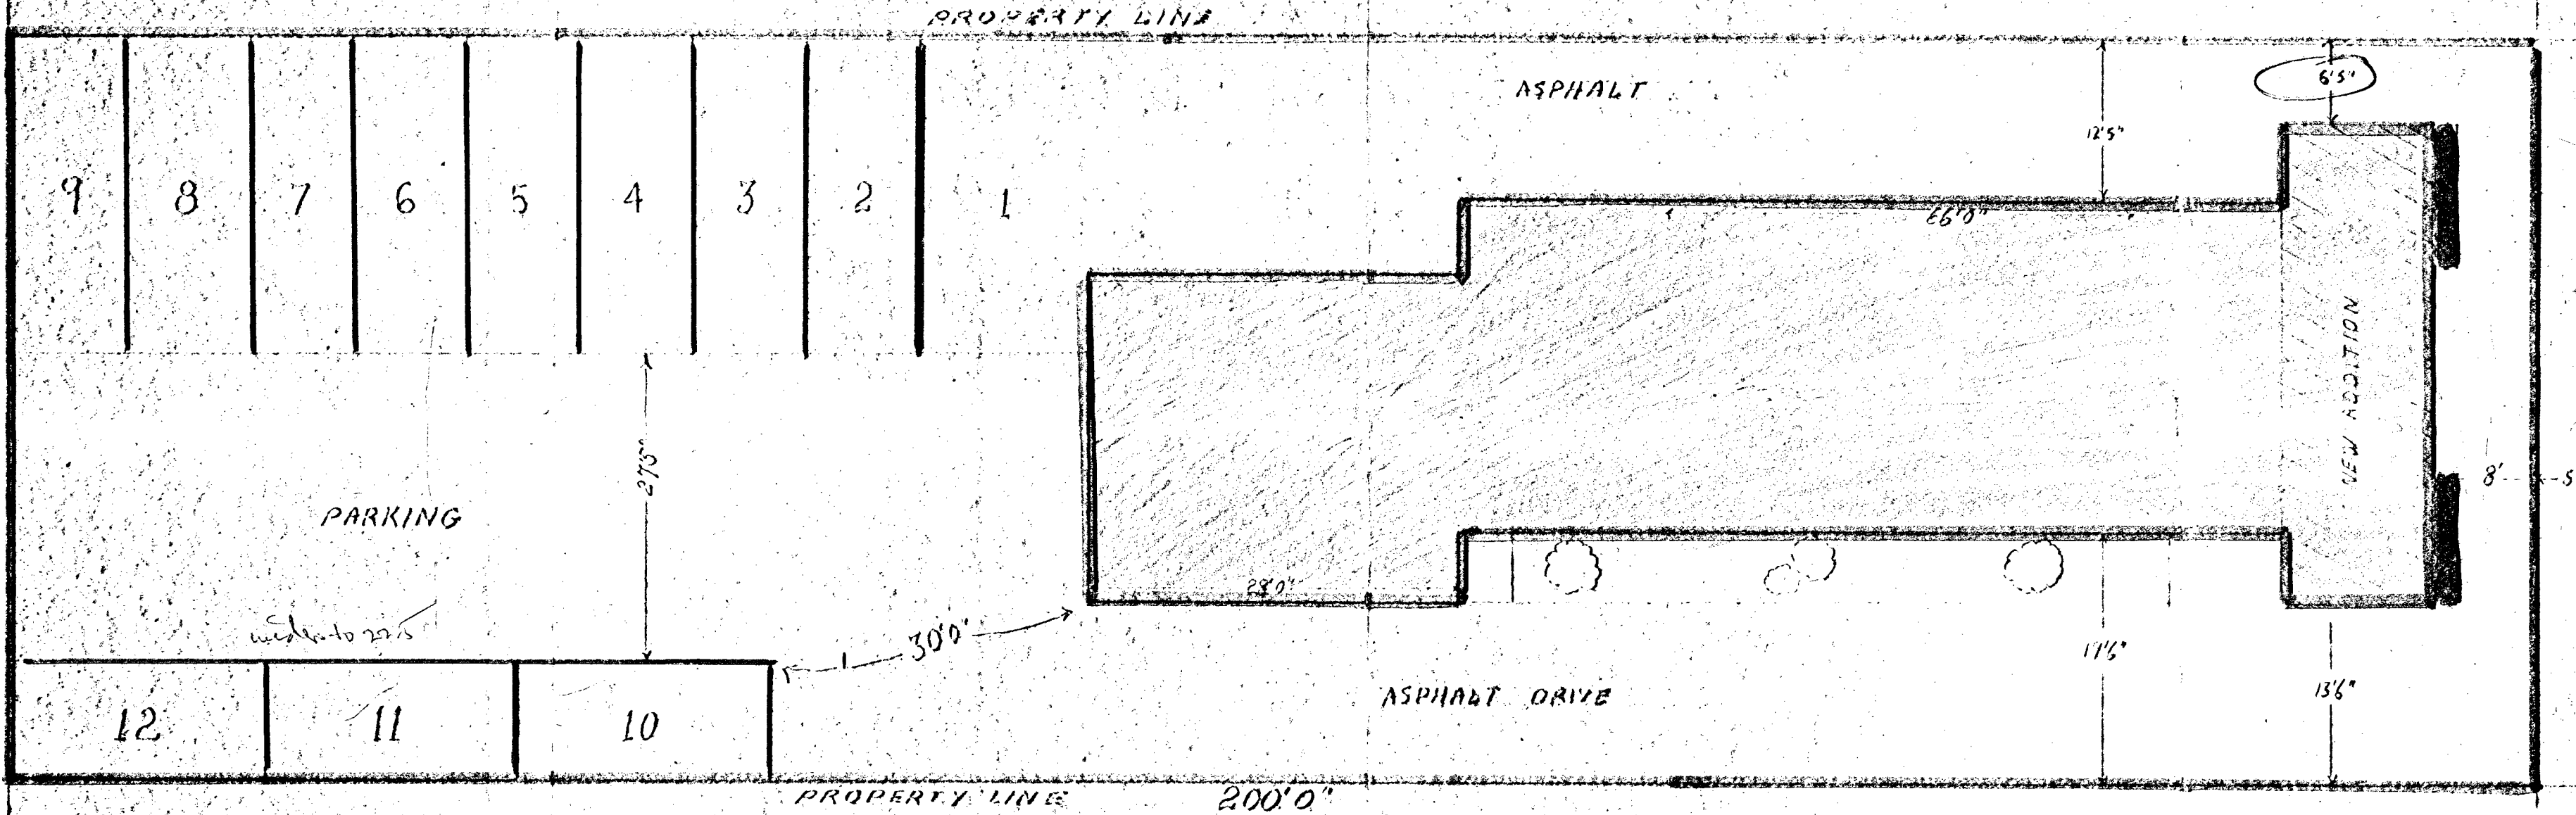 PROPERTY LINE
ASPHALT
6'5"
12'5"
9 8 7 6 5 4 3 2 1
66'0"
NEW ADDITION
27'5"
8'
5
PARKING
28'0"
30'0"
17'6"
13'6"
ASPHALT DRIVE
12 11 10
PROPERTY LINE
200'0"